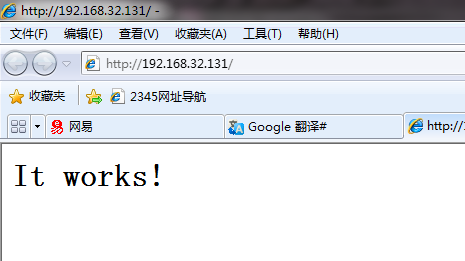 http://192.168.32.131/ -
文件(F) 编辑(E) 查看(V) 收藏夹(A) 工具(T) 帮助(H)
http://192.168.32.131/
收藏夹 2345网址导航
网易 Google 翻译# http://
It works!